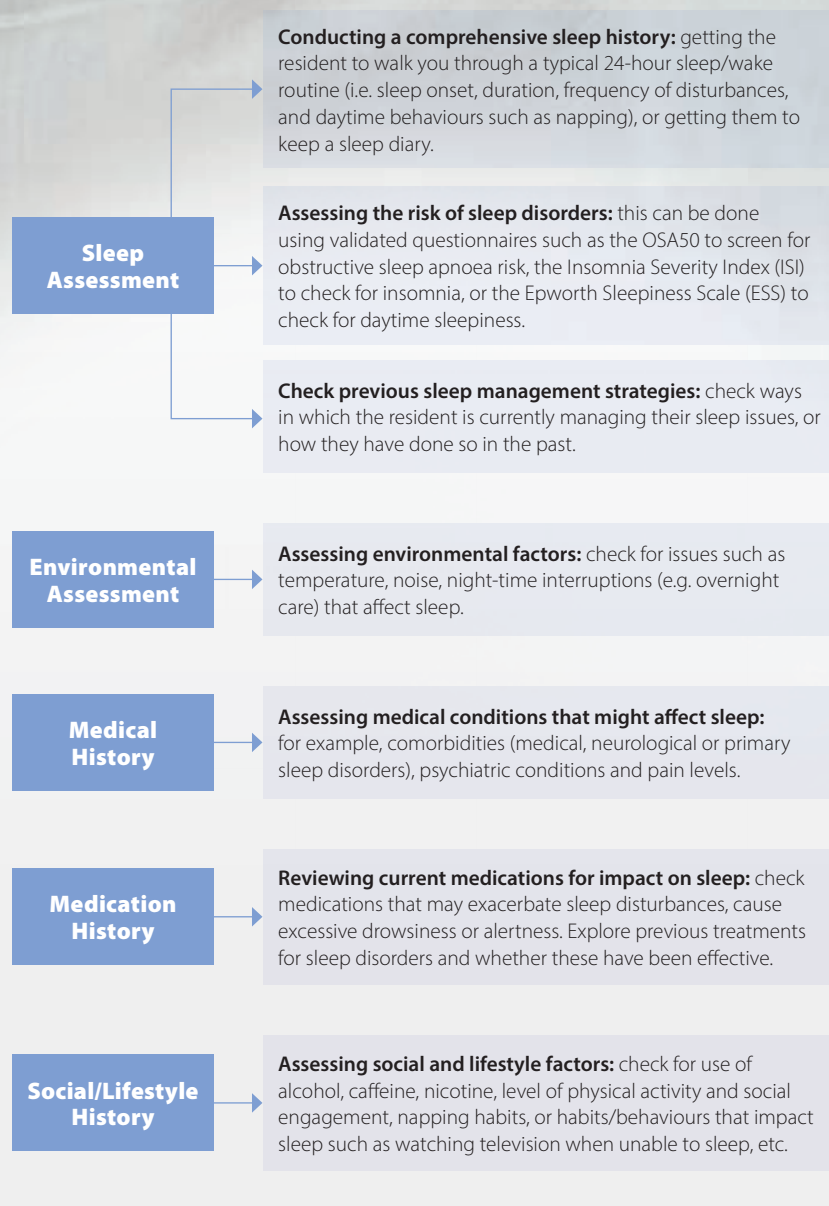 Conducting a comprehensive sleep history: getting the
resident to walk you through a typical 24-hour sleep/wake
routine (i.e. sleep onset, duration, frequency of disturbances,
and daytime behaviours such as napping), or getting them to
keep a sleep diary.
Sleep
Assessment
Assessing the risk of sleep disorders: this can be done
using validated questionnaires such as the OSA50 to screen for
obstructive sleep apnoea risk, the Insomnia Severity Index (ISI)
to check for insomnia, or the Epworth Sleepiness Scale (ESS) to
check for daytime sleepiness.
Check previous sleep management strategies: check ways
in which the resident is currently managing their sleep issues, or
how they have done so in the past.
Environmental
Assessment
Assessing environmental factors: check for issues such as
temperature, noise, night-time interruptions (e.g. overnight
care) that affect sleep.
Medical
History
Assessing medical conditions that might affect sleep:
for example, comorbidities (medical, neurological or primary
sleep disorders), psychiatric conditions and pain levels.
Medication
History
Reviewing current medications for impact on sleep: check
medications that may exacerbate sleep disturbances, cause
excessive drowsiness or alertness. Explore previous treatments
for sleep disorders and whether these have been effective.
Social/Lifestyle
History
Assessing social and lifestyle factors: check for use of
alcohol, caffeine, nicotine, level of physical activity and social
engagement, napping habits, or habits/behaviours that impact
sleep such as watching television when unable to sleep, etc.